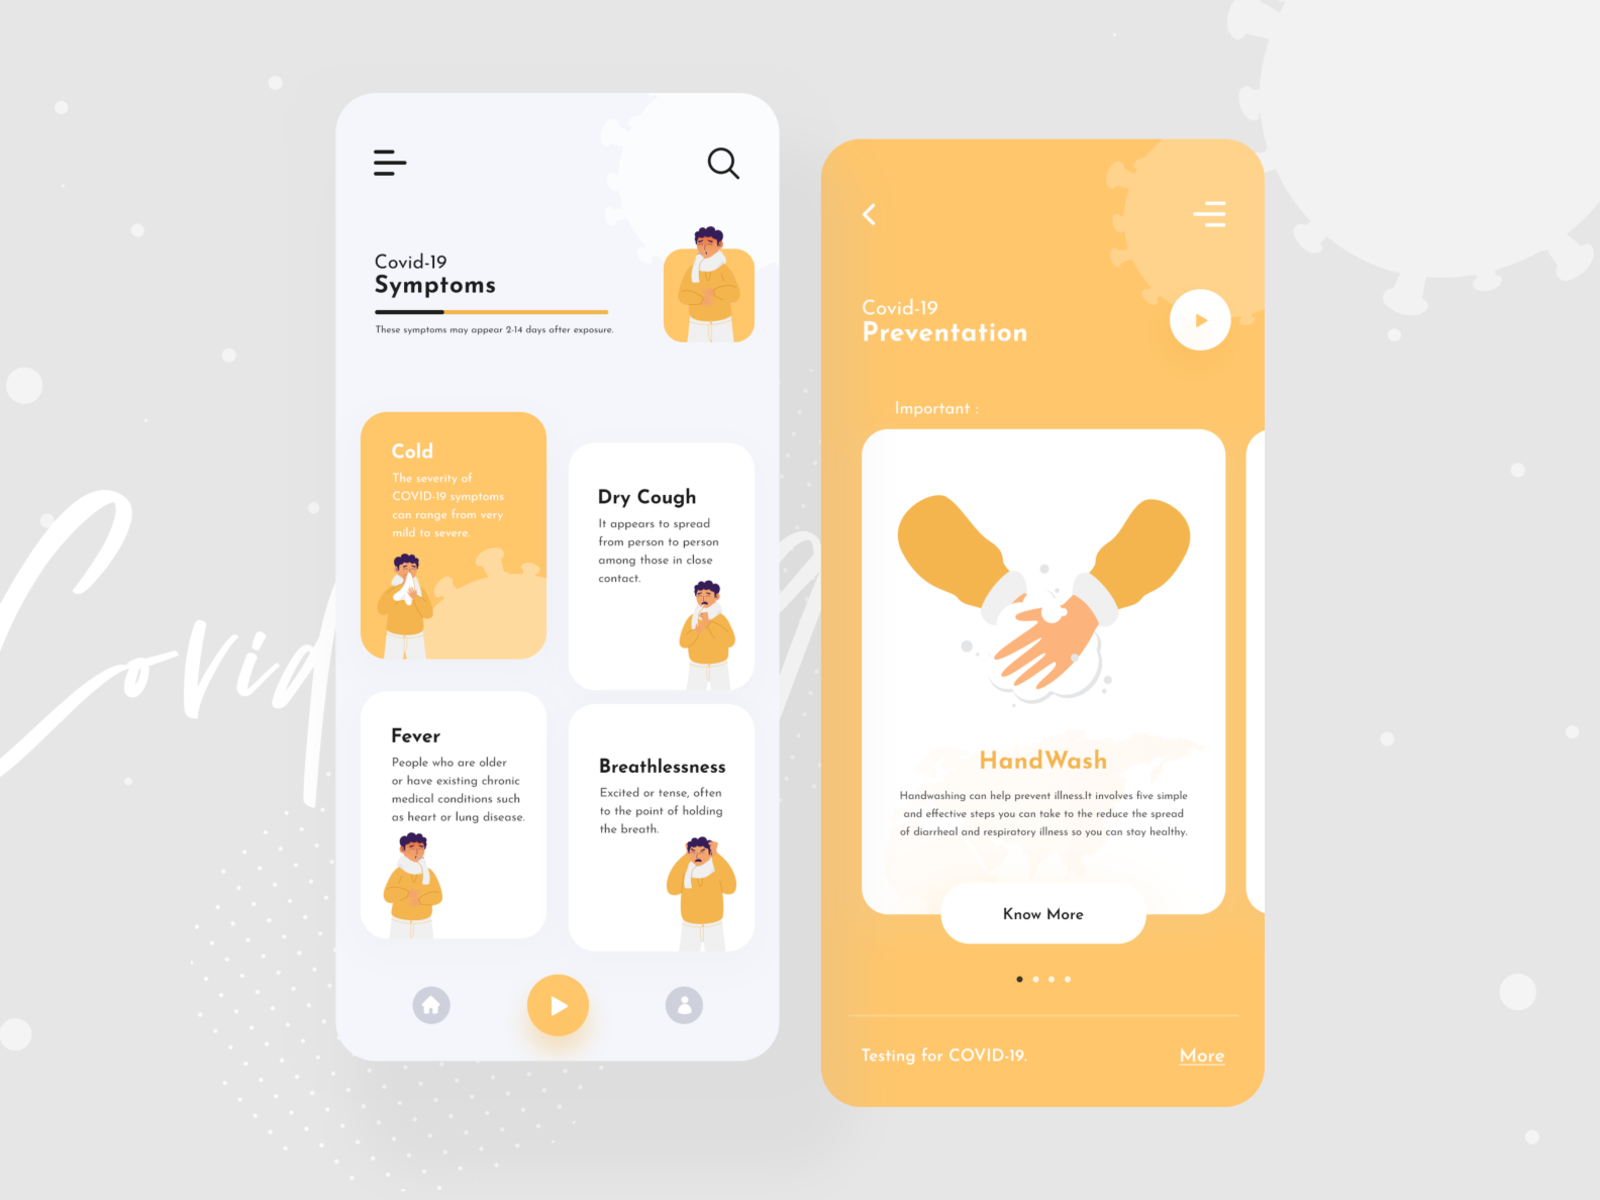 Covid
Covid-19
Symptoms
These symptoms may appear 2-14 days after exposure.
Cold
The severity of
COVID-19 symptoms
can range from very
mild to severe.
Dry Cough
It appears to spread
from person to person
among those in close
contact.
Fever
People who are older
or have existing chronic
medical conditions such
as heart or lung disease.
Breathlessness
Excited or tense, often
to the point of holding
the breath.
Covid-19
Preventation
Important :
HandWash
Handwashing can help prevent illness.It involves five simple
and effective steps you can take to the reduce the spread
of diarrheal and respiratory illness so you can stay healthy.
Know More
Testing for COVID-19.
More